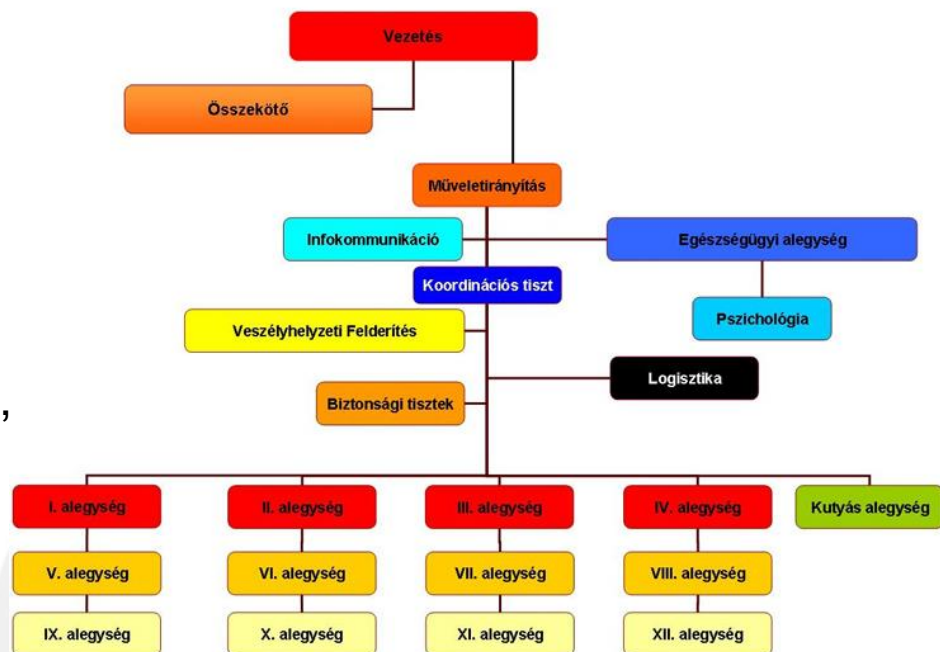 Vezetés
Összekötő
Műveletirányítás
Infokommunikáció
Egészségügyi alegység
Koordinációs tiszt
Pszichológia
Veszélyhelyzeti Felderítés
Logisztika
Biztonsági tisztek
,
I. alegység
II. alegység
III. alegység
IV. alegység
Kutyás alegység
V. alegység
VI. alegység
VII. alegység
VIII. alegység
IX. alegység
X. alegység
XI. alegység
XII. alegység